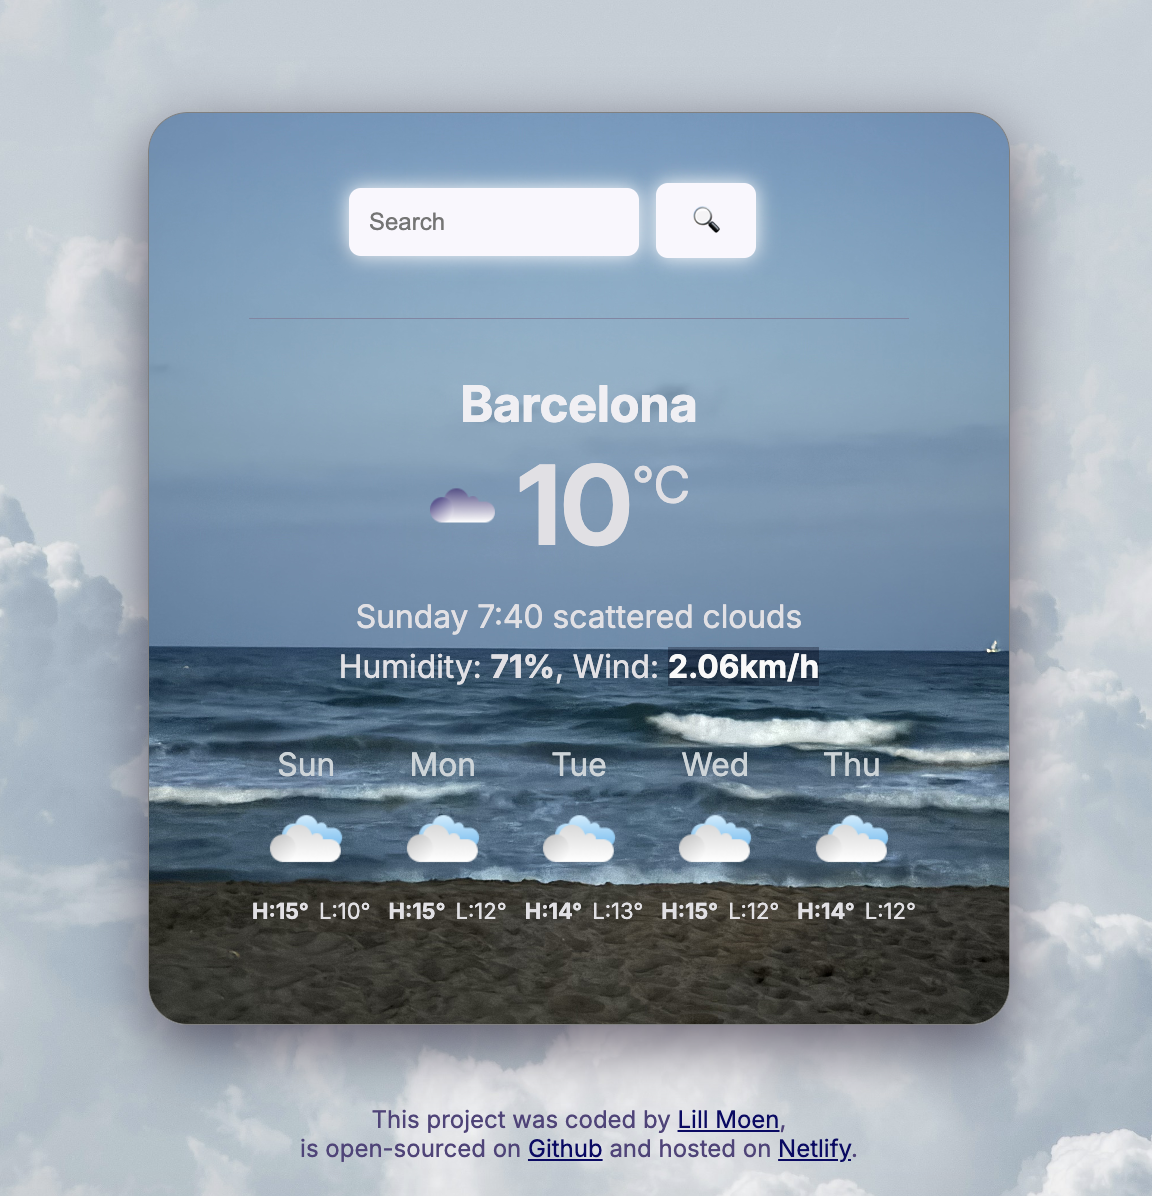 Search
Barcelona
10°C
Sunday 7:40 scattered clouds
Humidity: 71%, Wind: 2.06km/h
Sun Mon Tue Wed Thu
H:15° L:10° H:15° L:12° H:14° L:13° H:15° L:12° H:14° L:12°
This project was coded by Lill Moen,
is open-sourced on Github and hosted on Netlify.